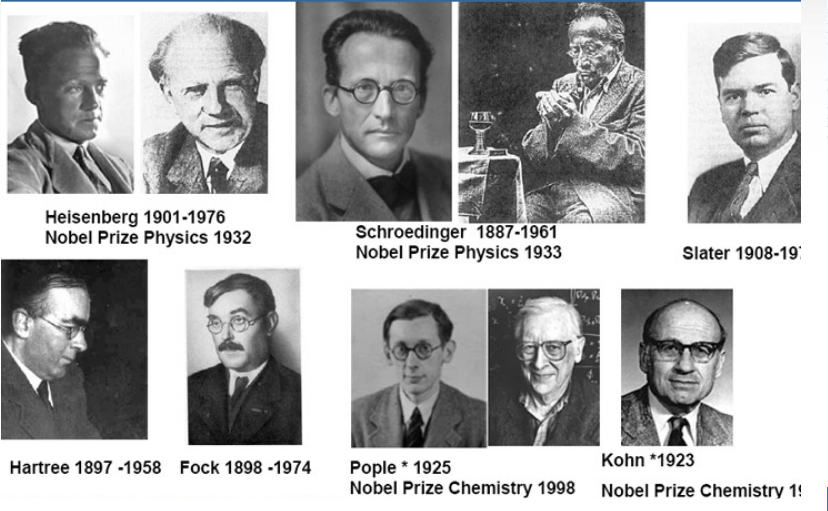 Heisenberg 1901-1976
Nobel Prize Physics 1932
Schroedinger 1887-1961
Nobel Prize Physics 1933
Slater 1908-19
Hartree 1897 -1958
Fock 1898 -1974
Pople * 1925
Nobel Prize Chemistry 1998
Kohn *1923
Nobel Prize Chemistry 19